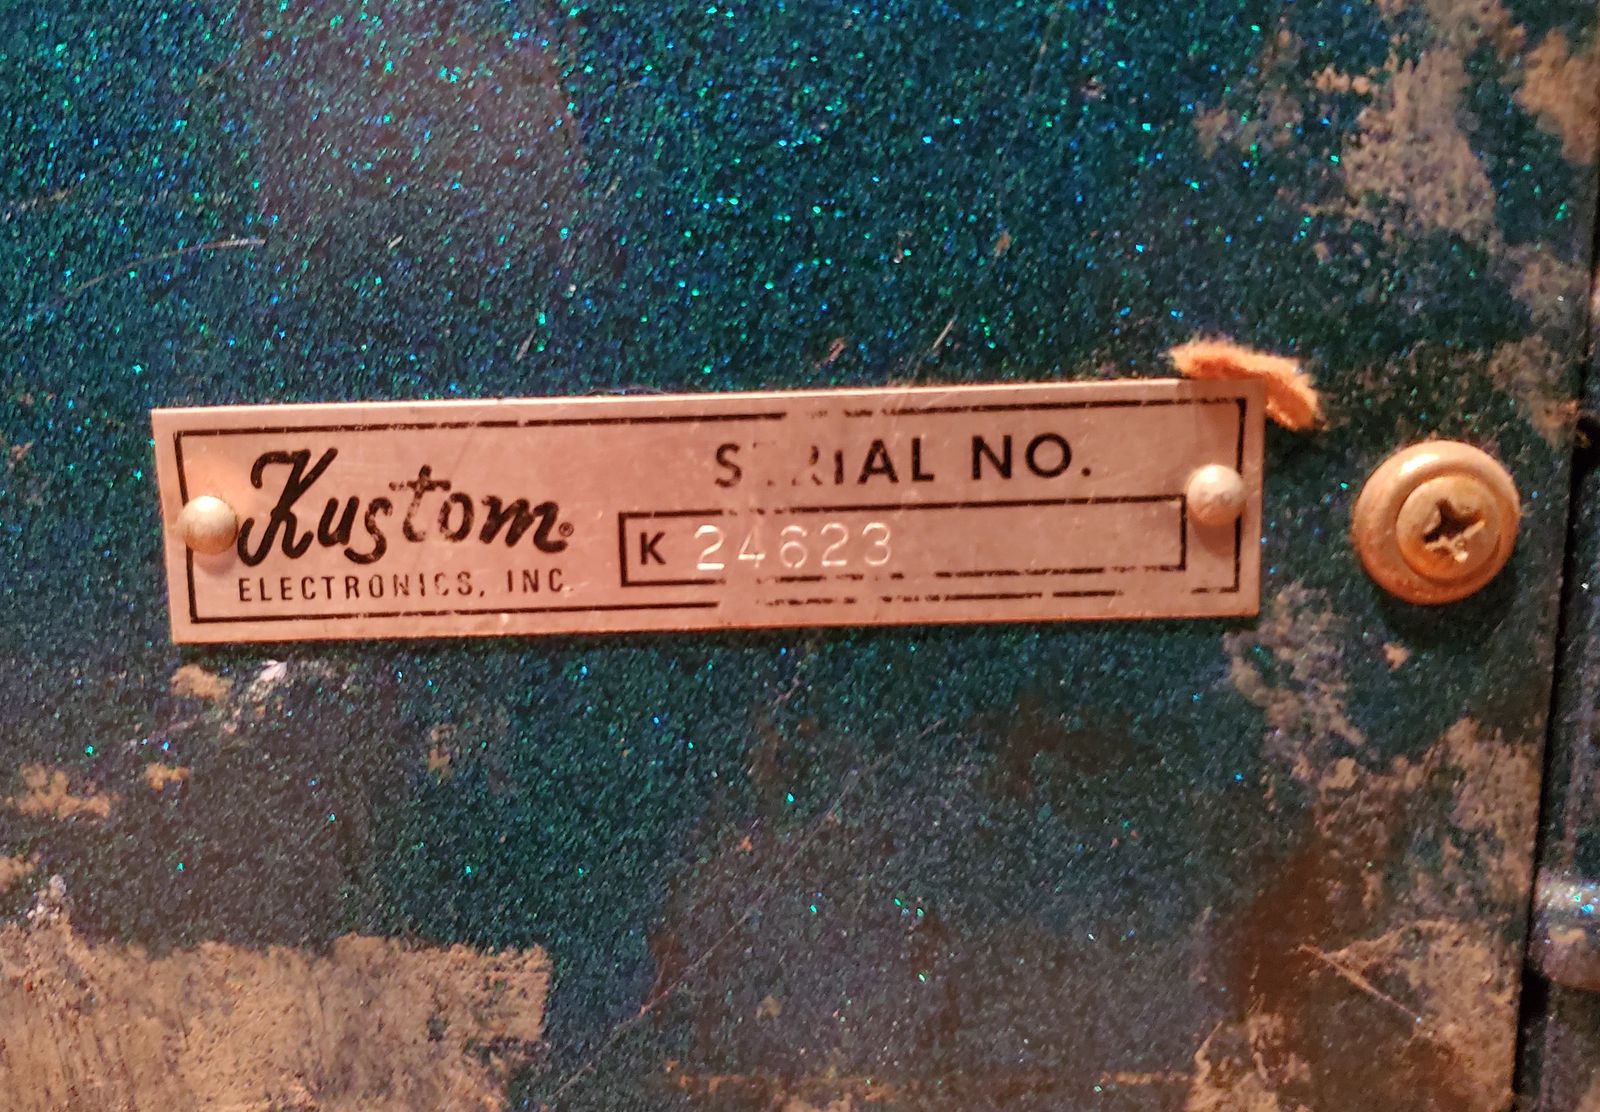 Kustom®
ELECTRONICS, INC.
SERIAL NO.
K 24623